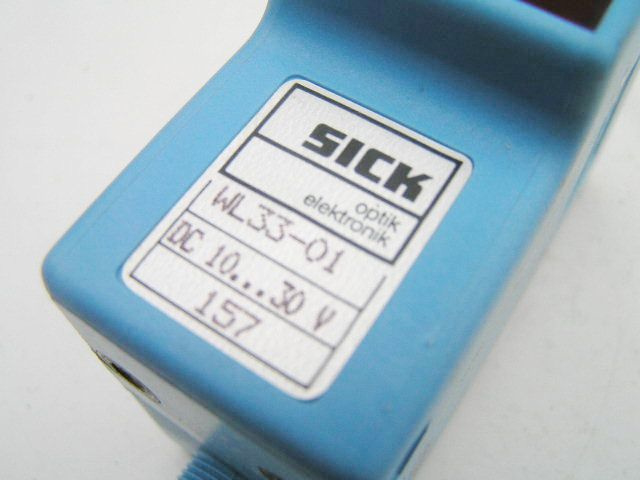 SICK
optik
elektronik
WL33-01
DC 10...30 V
157